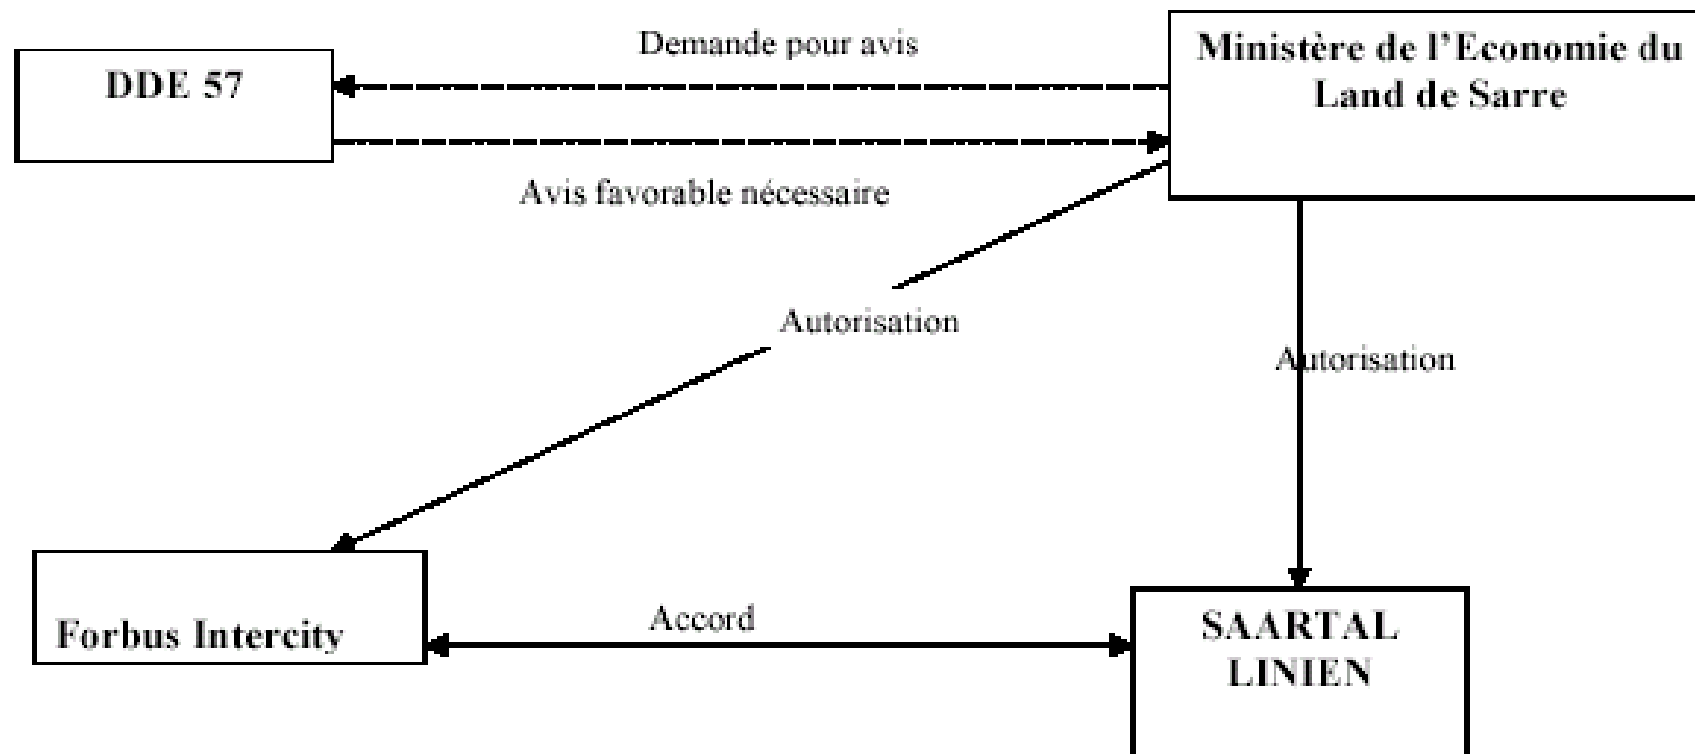 Demande pour avis
Ministère de l'Economie du
Land de Sarre
DDE 57
Avis favorable nécessaire
Autorisation
Autorisation
Forbus Intercity
Accord
SAARTAL
LINIEN